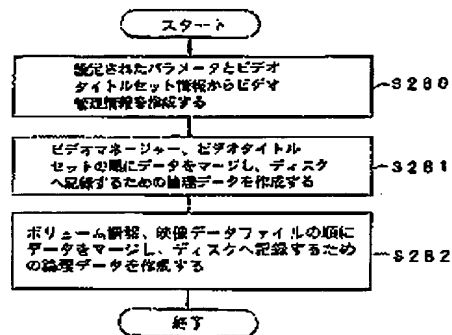 スタート
設定されたパラメータとビデオ
タイトルセット情報からビデオ
管理情報を作成する
S280
ビデオマネージャー、ビデオタイトル
セットの順にデータをマージし、ディスク
へ記録するための論理データを作成する
S281
ボリューム情報、映像データファイルの順に
データをマージし、ディスクへ記録するため
の論理データを作成する
S282
終了